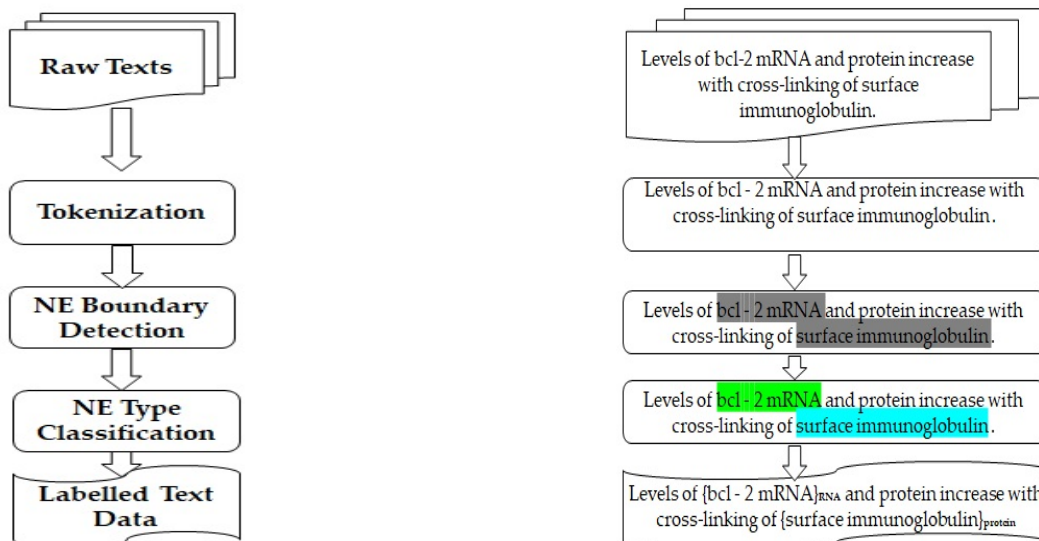 Raw Texts
Tokenization
NE Boundary
Detection
NE Type
Classification
Labelled Text
Data
Levels of bcl-2 mRNA and protein increase
with cross-linking of surface
immunoglobulin.
Levels of bcl - 2 mRNA and protein increase with
cross-linking of surface immunoglobulin .
Levels of bcl - 2 mRNA and protein increase with
cross-linking of surface immunoglobulin .
Levels of bcl - 2 mRNA and protein increase with
cross-linking of surface immunoglobulin .
Levels of {bcl - 2 mRNA}RNA and protein increase with
cross-linking of {surface immunoglobulin}protein